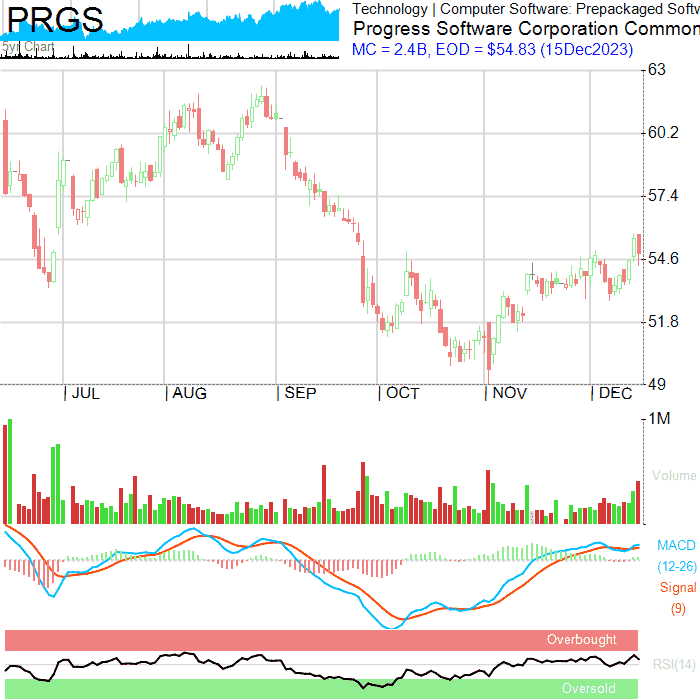 PRGS
5yr Chart
Technology | Computer Software: Prepackaged Softw
Progress Software Corporation Common
MC = 2.4B, EOD = $54.83 (15Dec2023)
63
60.2
57.4
54.6
51.8
49
| JUL | AUG | SEP | OCT | NOV | DEC
1M
Volume
MACD
(12-26)
Signal
(9)
Overbought
RSI(14)
Oversold